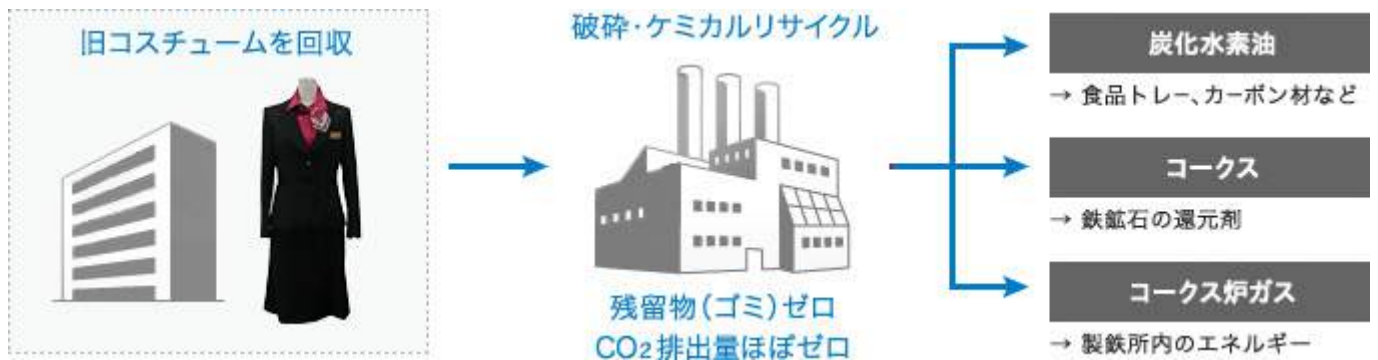 旧コスチュームを回収
破砕・ケミカルリサイクル
残留物(ゴミ)ゼロ
CO2排出量ほぼゼロ
炭化水素油
→ 食品トレー、カーボン材など
コークス
→ 鉄鉱石の還元剤
コークス炉ガス
→ 製鉄所内のエネルギー